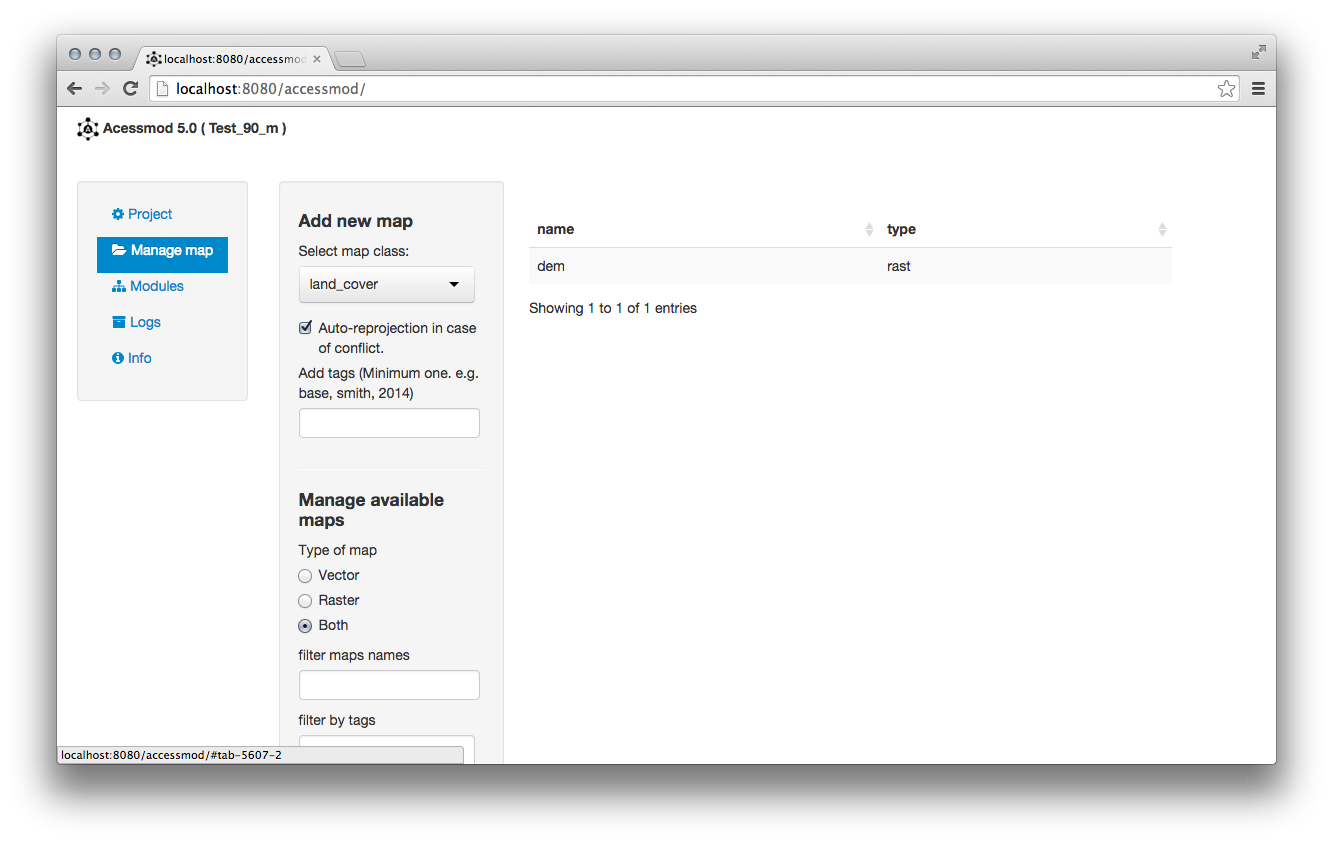 localhost:8080/accessmod
localhost:8080/accessmod/
Acessmod 5.0 ( Test_90_m )
Project
Manage map
Modules
Logs
Info
Add new map
Select map class:
land_cover
Auto-reprojection in case
of conflict.
Add tags (Minimum one. e.g.
base, smith, 2014)
Manage available
maps
Type of map
Vector
Raster
Both
filter maps names
filter by tags
name type
dem rast
Showing 1 to 1 of 1 entries
localhost:8080/accessmod/#tab-5607-2